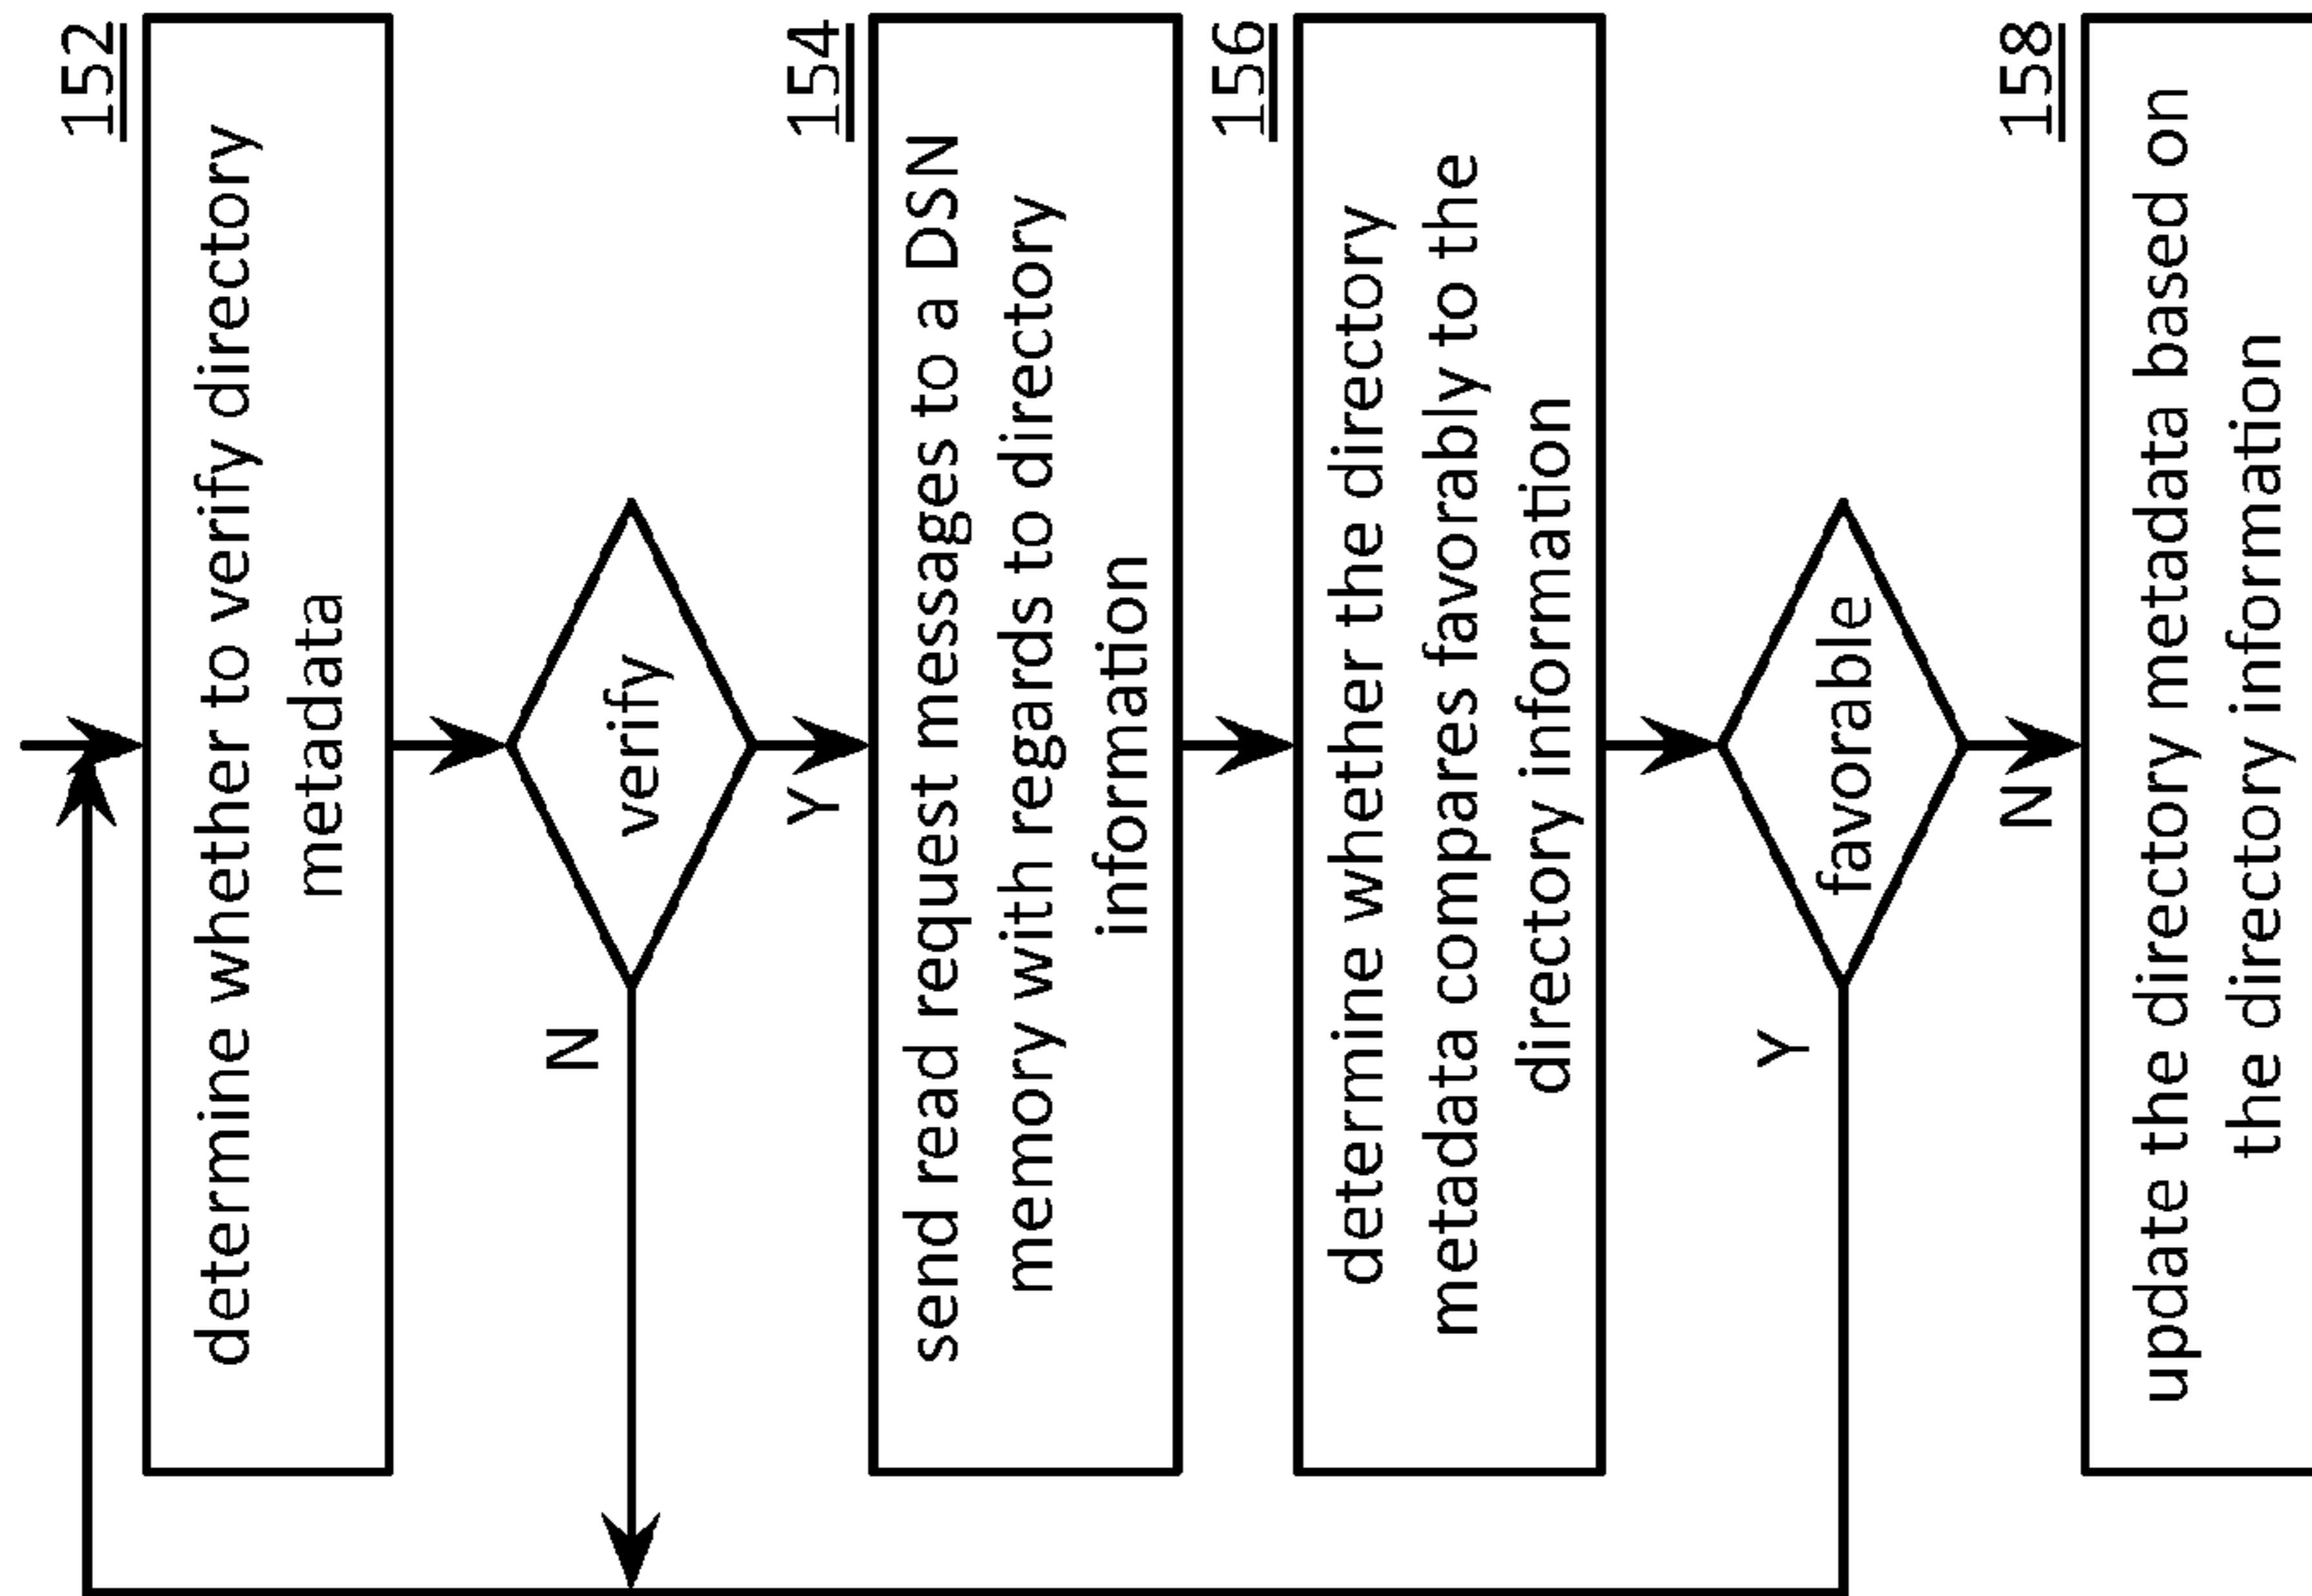 152
determine whether to verify directory
metadata
verify
N
Y
154
send read request messages to a DSN
memory with regards to directory
information
156
determine whether the directory
metadata compares favorably to the
directory information
favorable
Y
N
158
update the directory metadata based on
the directory information